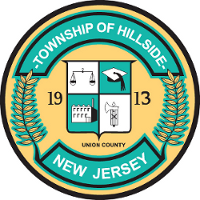 ·TOWNSHIP OF HILLSIDE·
19 13
UNION COUNTY
NEW JERSEY